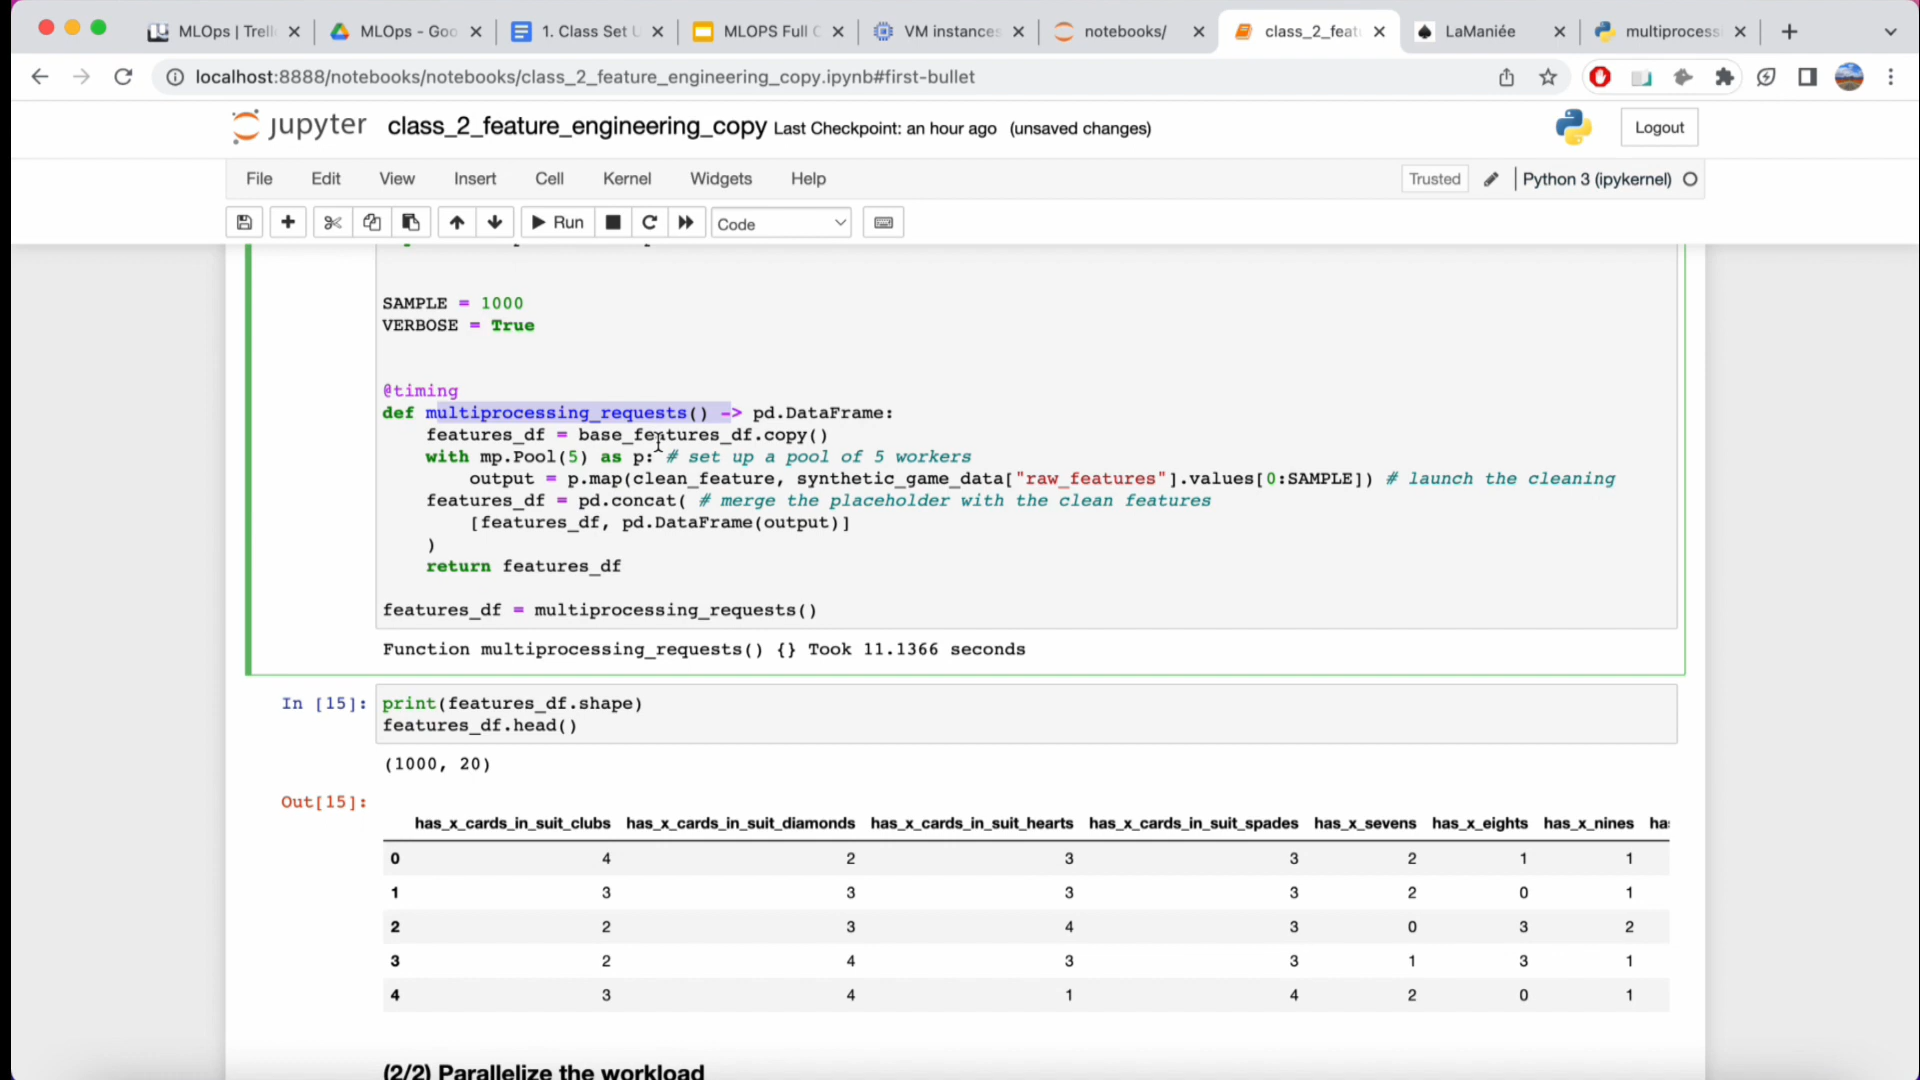 MLOps | Trell
MLOps - Goo
1. Class Set U
MLOPS Full C
VM instances
notebooks/
class_2_feat
LaManiée
multiprocess
localhost:8888/notebooks/notebooks/class_2_feature_engineering_copy.ipynb#first-bullet
jupyter class_2_feature_engineering_copy Last Checkpoint: an hour ago (unsaved changes)
Logout
File Edit View Insert Cell Kernel Widgets Help
Trusted
Python 3 (ipykernel)
Run
Code
SAMPLE = 1000
VERBOSE = True
@timing
def multiprocessing_requests() -> pd.DataFrame:
features_df = base_features_df.copy()
with mp.Pool(5) as p: # set up a pool of 5 workers
output = p.map(clean_feature, synthetic_game_data["raw_features"].values[0:SAMPLE]) # launch the cleaning
features_df = pd.concat( # merge the placeholder with the clean features
[features_df, pd.DataFrame(output)]
)
return features_df
features_df = multiprocessing_requests()
Function multiprocessing_requests() {} Took 11.1366 seconds
In [15]: print(features_df.shape)
features_df.head()
(1000, 20)
Out[15]:
has_x_cards_in_suit_clubs has_x_cards_in_suit_diamonds has_x_cards_in_suit_hearts has_x_cards_in_suit_spades has_x_sevens has_x_eights has_x_nines ha
0 4 2 3 3 2 1 1
1 3 3 3 3 2 0 1
2 2 3 4 3 0 3 2
3 2 4 3 3 1 3 1
4 3 4 1 4 2 0 1
(2/2) Parallelize the workload